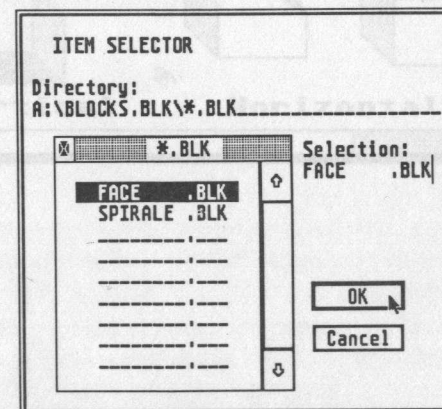 ITEM SELECTOR
Directory:
A:\BLOCKS.BLK\*.BLK
*.BLK
Selection:
FACE .BLK
FACE .BLK
SPIRALE .BLK
OK
Cancel